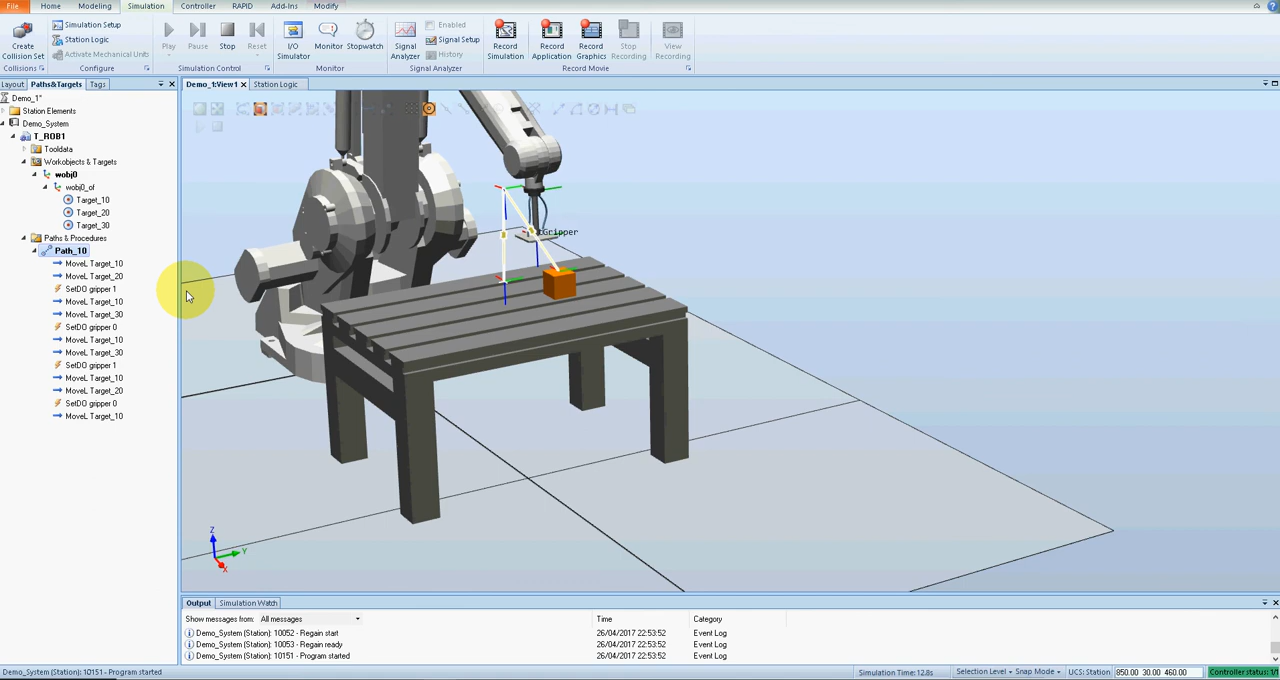 File Home Modeling Simulation Controller RAPID Add-Ins Modify
Create Collision Set
Simulation Setup
Station Logic
Activate Mechanical Units
Play Pause Stop Reset
I/O Simulator Monitor Stopwatch
Signal Analyzer
Enabled
Signal Setup
History
Record Simulation Record Application Record Graphics Stop Recording View Recording
Collisions Configure Simulation Control Monitor Signal Analyzer Record Movie
Layout Paths&Targets Tags
Demo_1:View1 Station Logic
Demo_1*
Station Elements
Demo_System
T_ROB1
Tooldata
Workobjects & Targets
wobj0
wobj0_of
Target_10
Target_20
Target_30
Paths & Procedures
Path_10
MoveL Target_10
MoveL Target_20
SetDO gripper 1
MoveL Target_10
MoveL Target_30
SetDO gripper 0
MoveL Target_10
MoveL Target_30
SetDO gripper 1
MoveL Target_10
MoveL Target_20
SetDO gripper 0
MoveL Target_10
Gripper
Z
Y
X
Output Simulation Watch
Show messages from: All messages Time Category
Demo_System (Station): 10052 - Regain start 26/04/2017 22:53:52 Event Log
Demo_System (Station): 10053 - Regain ready 26/04/2017 22:53:52 Event Log
Demo_System (Station): 10151 - Program started 26/04/2017 22:53:52 Event Log
Demo_System (Station): 10151 - Program started Simulation Time: 12.8s Selection Level Snap Mode UCS: Station 850.00 30.00 460.00 Controller status: 1/1